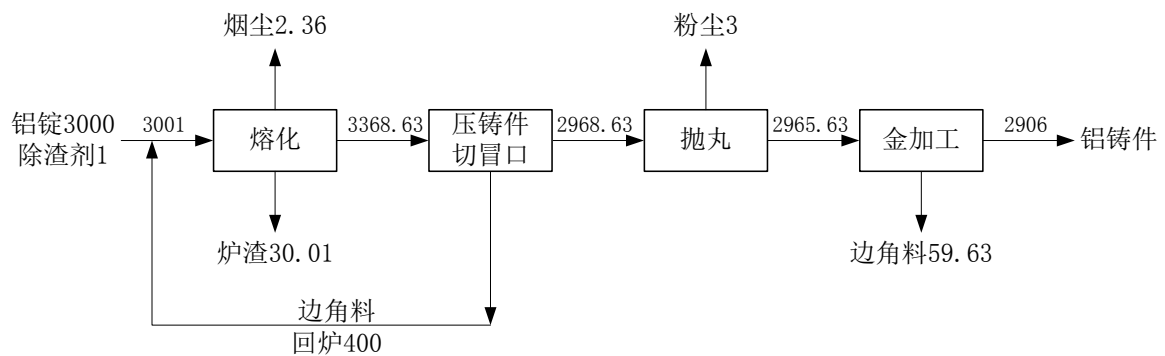 烟尘2.36
粉尘3
铝锭3000
除渣剂1
3001
熔化
3368.63
压铸件
切冒口
2968.63
抛丸
2965.63
金加工
2906
铝铸件
炉渣30.01
边角料59.63
边角料
回炉400